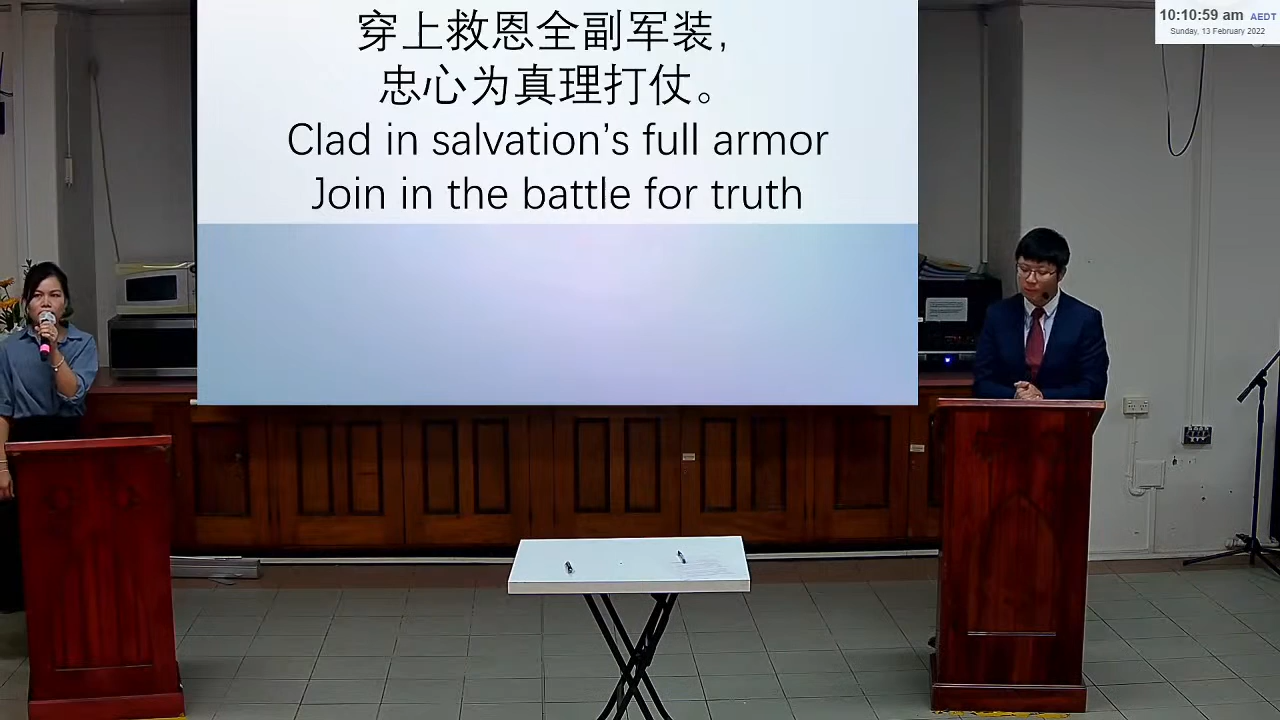 穿上救恩全副军装，
忠心为真理打仗。
Clad in salvation's full armor
Join in the battle for truth
10:10:59 am AEDT
Sunday, 13 February 2022